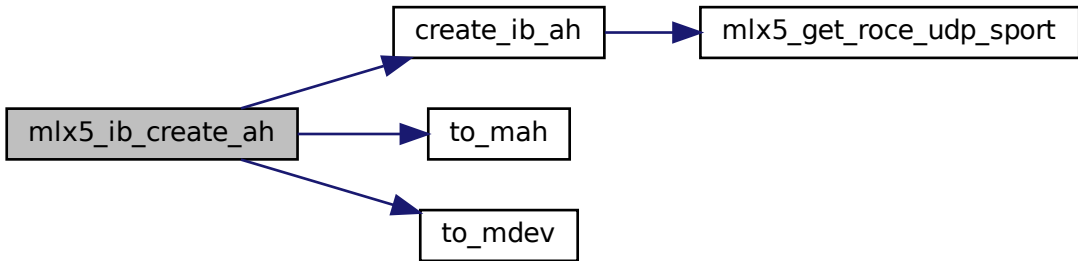 create_ib_ah
mlx5_get_roce_udp_sport
mlx5_ib_create_ah
to_mah
to_mdev